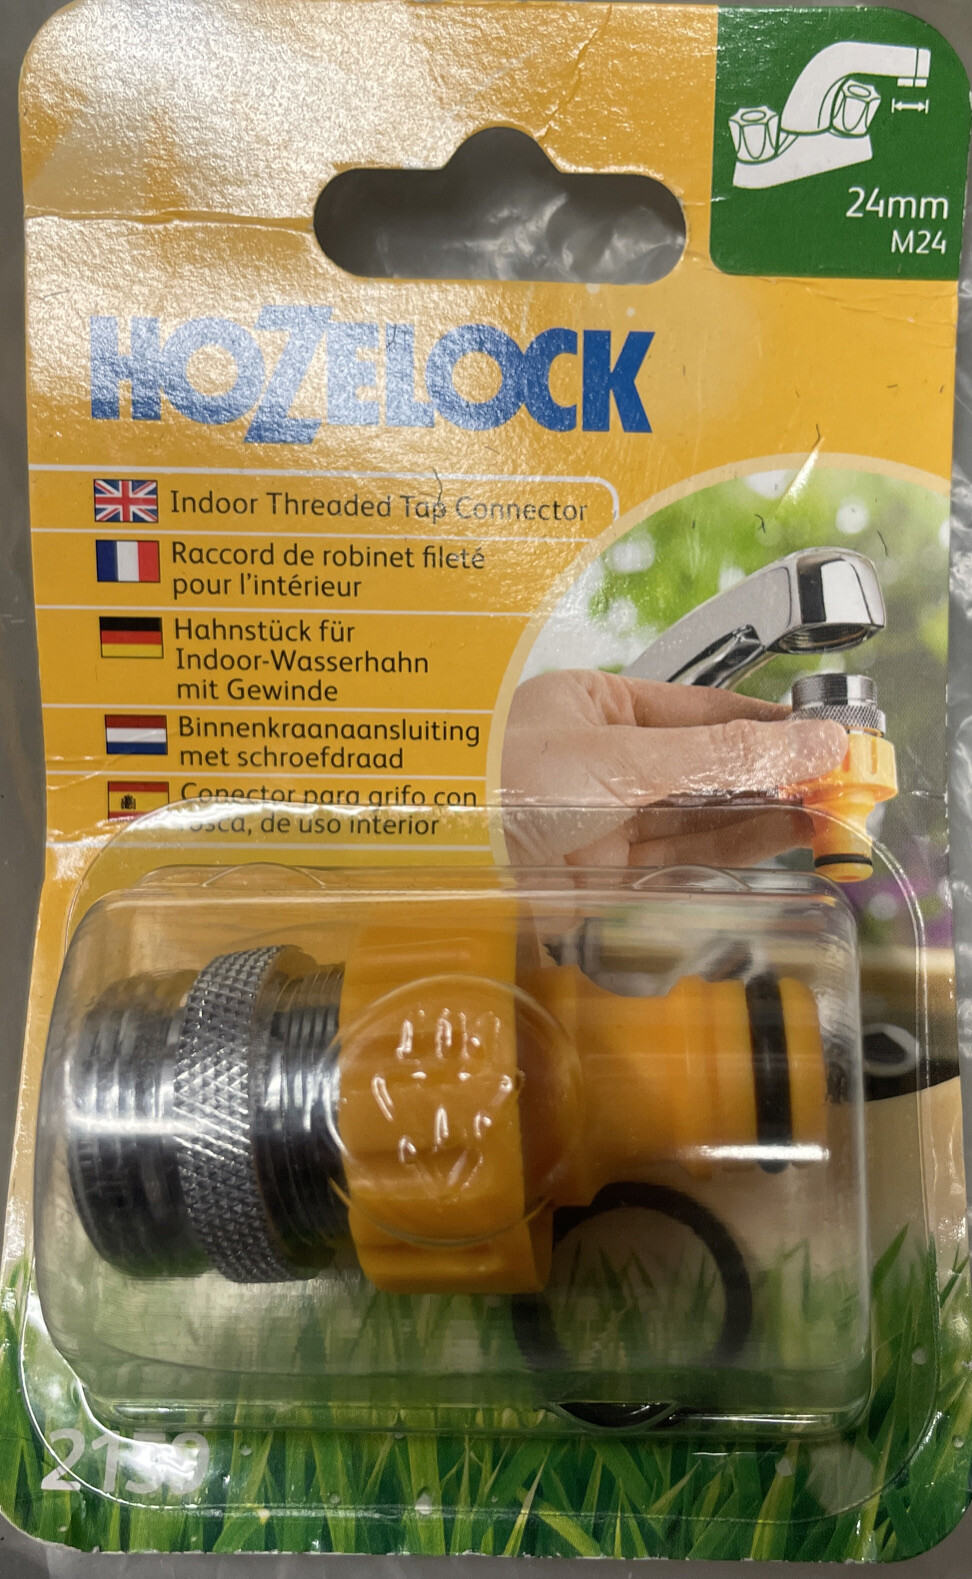 24mm
M24
HOZELOCK
Indoor Threaded Tap Connector
Raccord de robinet fileté
pour l'intérieur
Hahnstück für
Indoor-Wasserhahn
mit Gewinde
Binnenkraanaansluiting
met schroefdraad
Conector para grifo con
rosca, de uso interior
2159